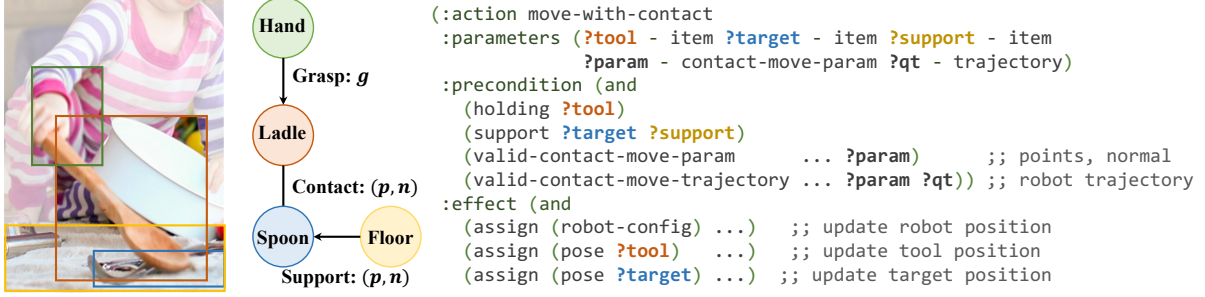 Hand
Grasp: g
Ladle
Contact: (p, n)
Spoon
Floor
Support: (p, n)
(:action move-with-contact
:parameters (?tool - item ?target - item ?support - item
?param - contact-move-param ?qt - trajectory)
:precondition (and
(holding ?tool)
(support ?target ?support)
(valid-contact-move-param ... ?param) ;; points, normal
(valid-contact-move-trajectory ... ?param ?qt)) ;; robot trajectory
:effect (and
(assign (robot-config) ...) ;; update robot position
(assign (pose ?tool) ...) ;; update tool position
(assign (pose ?target) ...) ;; update target position